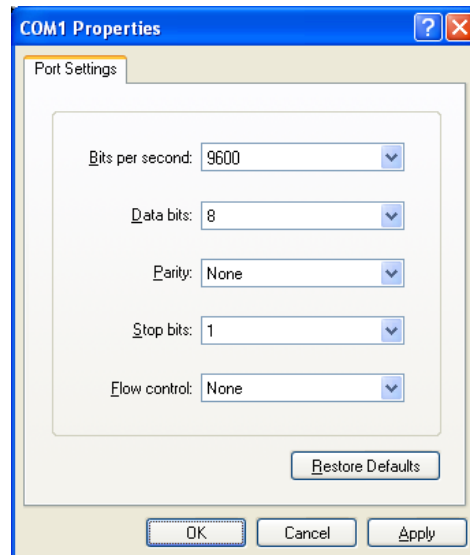 COM1 Properties
Port Settings
Bits per second: 9600
Data bits: 8
Parity: None
Stop bits: 1
Flow control: None
Restore Defaults
OK Cancel Apply